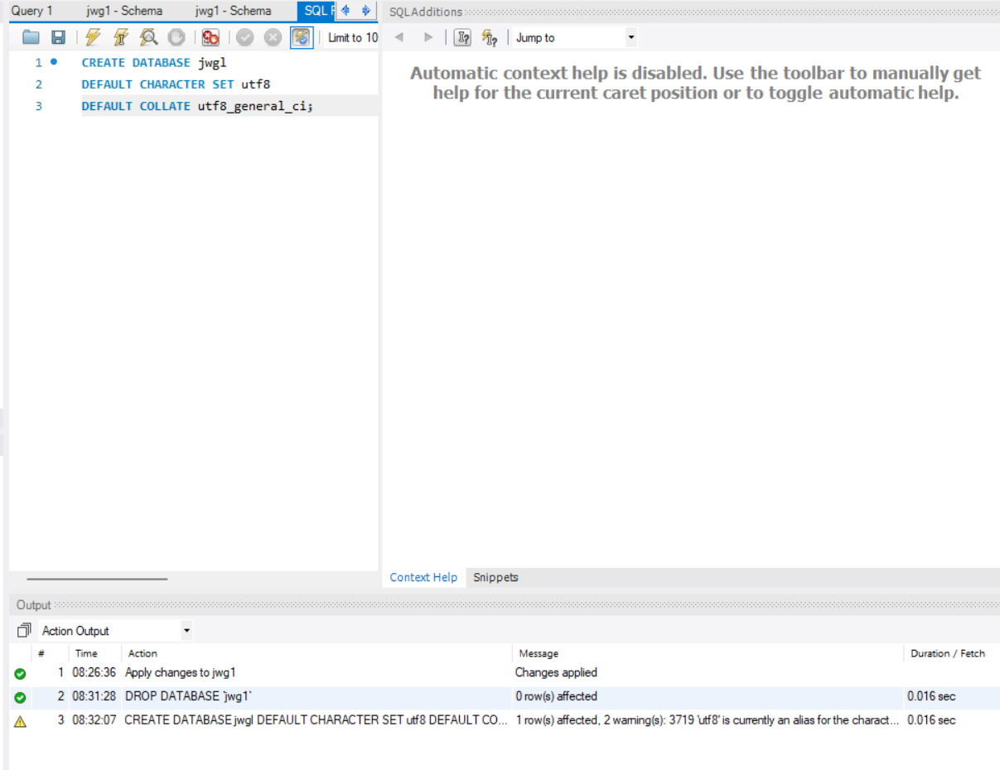 Query 1 jwg1 - Schema jwg1 - Schema SQL F
Limit to 10
1 CREATE DATABASE jwgl
2 DEFAULT CHARACTER SET utf8
3 DEFAULT COLLATE utf8_general_ci;
SQLAdditions
Jump to
Automatic context help is disabled. Use the toolbar to manually get
help for the current caret position or to toggle automatic help.
Context Help Snippets
Output
Action Output
# Time Action Message Duration / Fetch
1 08:26:36 Apply changes to jwg1 Changes applied
2 08:31:28 DROP DATABASE `jwg1` 0 row(s) affected 0.016 sec
3 08:32:07 CREATE DATABASE jwgl DEFAULT CHARACTER SET utf8 DEFAULT CO... 1 row(s) affected, 2 warning(s): 3719 'utf8' is currently an alias for the charact... 0.016 sec